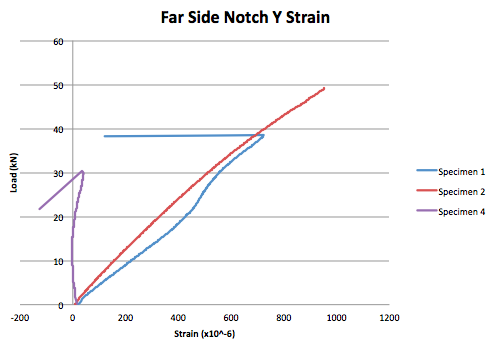 Far Side Notch Y Strain
60
50
40
30
20
10
0
Load (kN)
-200 0 200 400 600 800 1000 1200
Strain (x10^-6)
Specimen 1
Specimen 2
Specimen 4